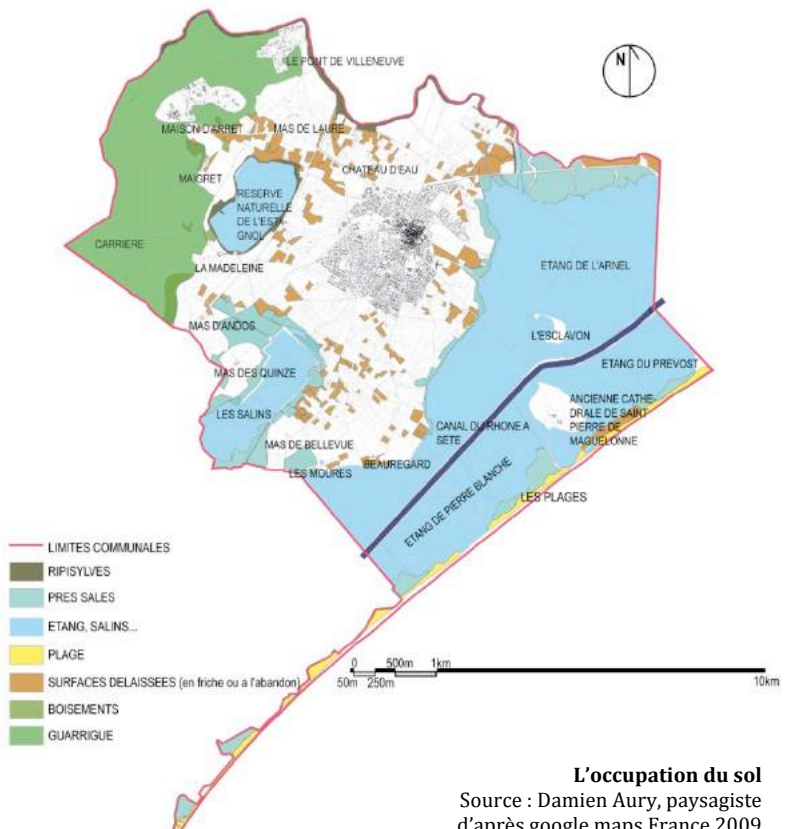 LE PONT DE VILLENEUVE
N
MAISON D'ARRET
MAS DE LAURE
CHATEAU D'EAU
MAIGRET
RESERVE
NATURELLE
DE L'ESTA-
GNOL
CARRIERE
LA MADELEINE
ETANG DE L'ARNEL
MAS D'ANDOS
L'ESCLAVON
MAS DES QUINZE
ETANG DU PREVOST
LES SALINS
ANCIENNE CATHE-
DRALE DE SAINT
PIERRE DE
MAGUELONNE
CANAL DU RHONE A
SETE
MAS DE BELLEVUE
BEAUREGARD
LES MOURES
ETANG DE PIERRE BLANCHE
LES PLAGES
LIMITES COMMUNALES
RIPISYLVES
PRES SALES
ETANG, SALINS...
PLAGE
SURFACES DELAISSEES (en friche ou a l'abandon)
BOISEMENTS
GUARRIGUE
0 500m 1km
50m 250m 10km
L'occupation du sol
Source : Damien Aury, paysagiste
d'après google maps France 2009